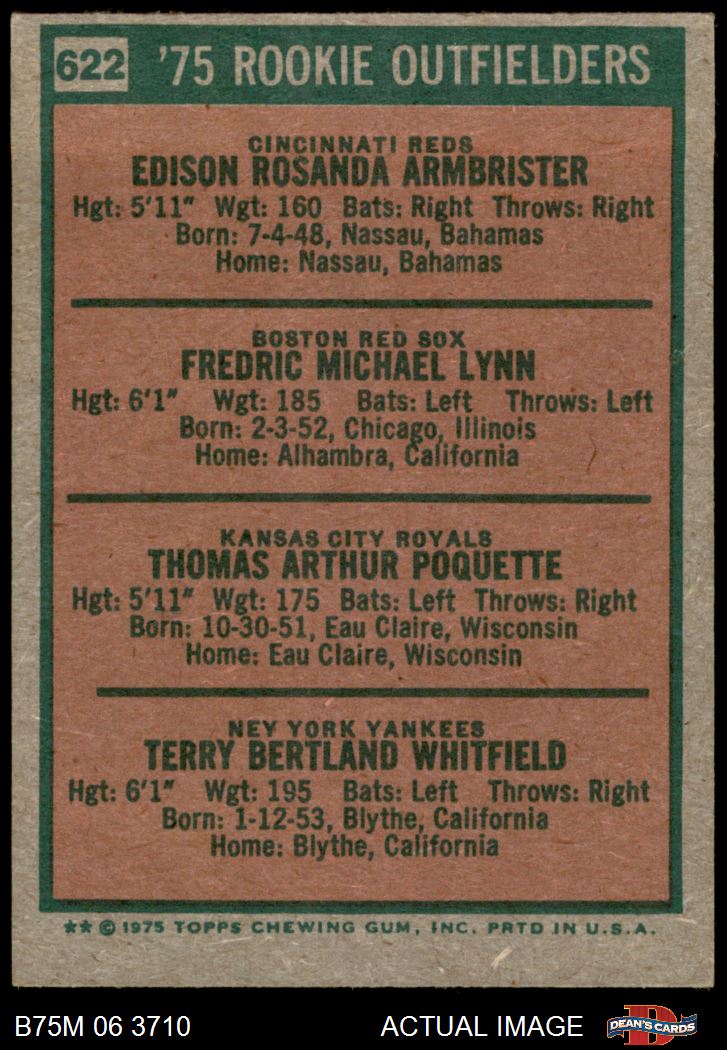 622 '75 ROOKIE OUTFIELDERS
CINCINNATI REDS
EDISON ROSANDA ARMBRISTER
Hgt: 5'11" Wgt: 160 Bats: Right Throws: Right
Born: 7-4-48, Nassau, Bahamas
Home: Nassau, Bahamas
BOSTON RED SOX
FREDRIC MICHAEL LYNN
Hgt: 6'1" Wgt: 185 Bats: Left Throws: Left
Born: 2-3-52, Chicago, Illinois
Home: Alhambra, California
KANSAS CITY ROYALS
THOMAS ARTHUR POQUETTE
Hgt: 5'11" Wgt: 175 Bats: Left Throws: Right
Born: 10-30-51, Eau Claire, Wisconsin
Home: Eau Claire, Wisconsin
NEY YORK YANKEES
TERRY BERTLAND WHITFIELD
Hgt: 6'1" Wgt: 195 Bats: Left Throws: Right
Born: 1-12-53, Blythe, California
Home: Blythe, California
** © 1975 TOPPS CHEWING GUM, INC. PRTD IN U.S.A.
B75M 06 3710 ACTUAL IMAGE D DEAN'S CARDS